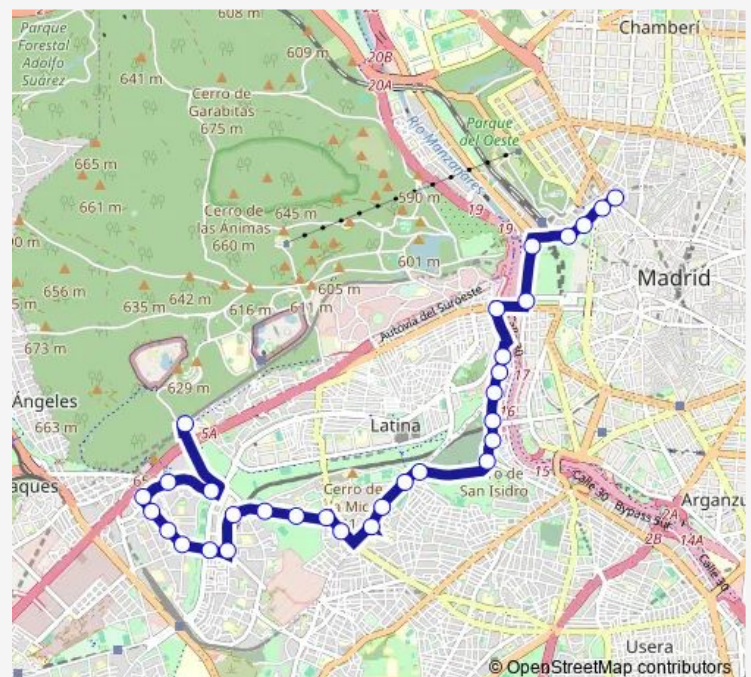 608 m
Chamberí
Parque
Forestal
Adolfo
Suárez
609 m
20B
20A
641 m
Cerro de
Garabitas
675 m
Parque
del Oeste
Río Manzanares
665 m
661 m
590 m
19
Cerro de
las Ánimas
660 m
645 m
19
601 m
Madrid
656 m
635 m
642 m
616 m
605 m
611 m
Autovía del Suroeste
673 m
17
629 m
Ángeles
663 m
5A
Latina
16
15
San Isidro
Cerro de
Calle 30 Bypass Sur
2A
14A
2B
Calle 30
Usera
© OpenStreetMap contributors